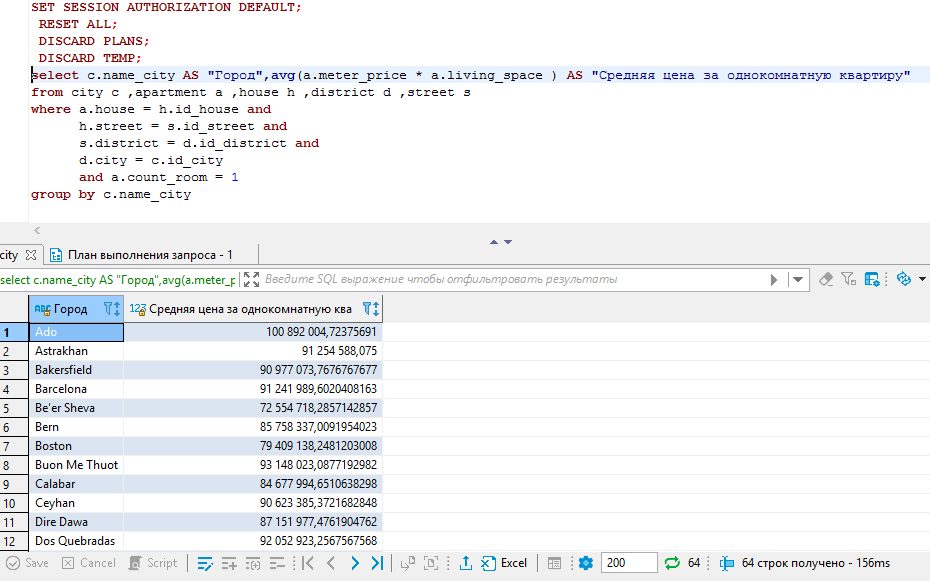 SET SESSION AUTHORIZATION DEFAULT;
RESET ALL;
DISCARD PLANS;
DISCARD TEMP;
select c.name_city AS "Город",avg(a.meter_price * a.living_space ) AS "Средняя цена за однокомнатную квартиру"
from city c ,apartment a ,house h ,district d ,street s
where a.house = h.id_house and
h.street = s.id_street and
s.district = d.id_district and
d.city = c.id_city
and a.count_room = 1
group by c.name_city
city План выполнения запроса - 1
select c.name_city AS "Город",avg(a.meter_p Введите SQL выражение чтобы отфильтровать результаты
ABC Город 123 Средняя цена за однокомнатную ква
1 Ado 100 892 004,72375691
2 Astrakhan 91 254 588,075
3 Bakersfield 90 977 073,7676767677
4 Barcelona 91 241 989,6020408163
5 Be'er Sheva 72 554 718,2857142857
6 Bern 85 758 337,0091954023
7 Boston 79 409 138,2481203008
8 Buon Me Thuot 93 148 023,0877192982
9 Calabar 84 677 994,6510638298
10 Ceyhan 90 623 385,3721682848
11 Dire Dawa 87 151 977,4761904762
12 Dos Quebradas 92 052 923,2567567568
Save Cancel Script Excel 200 64 64 строк получено - 156ms